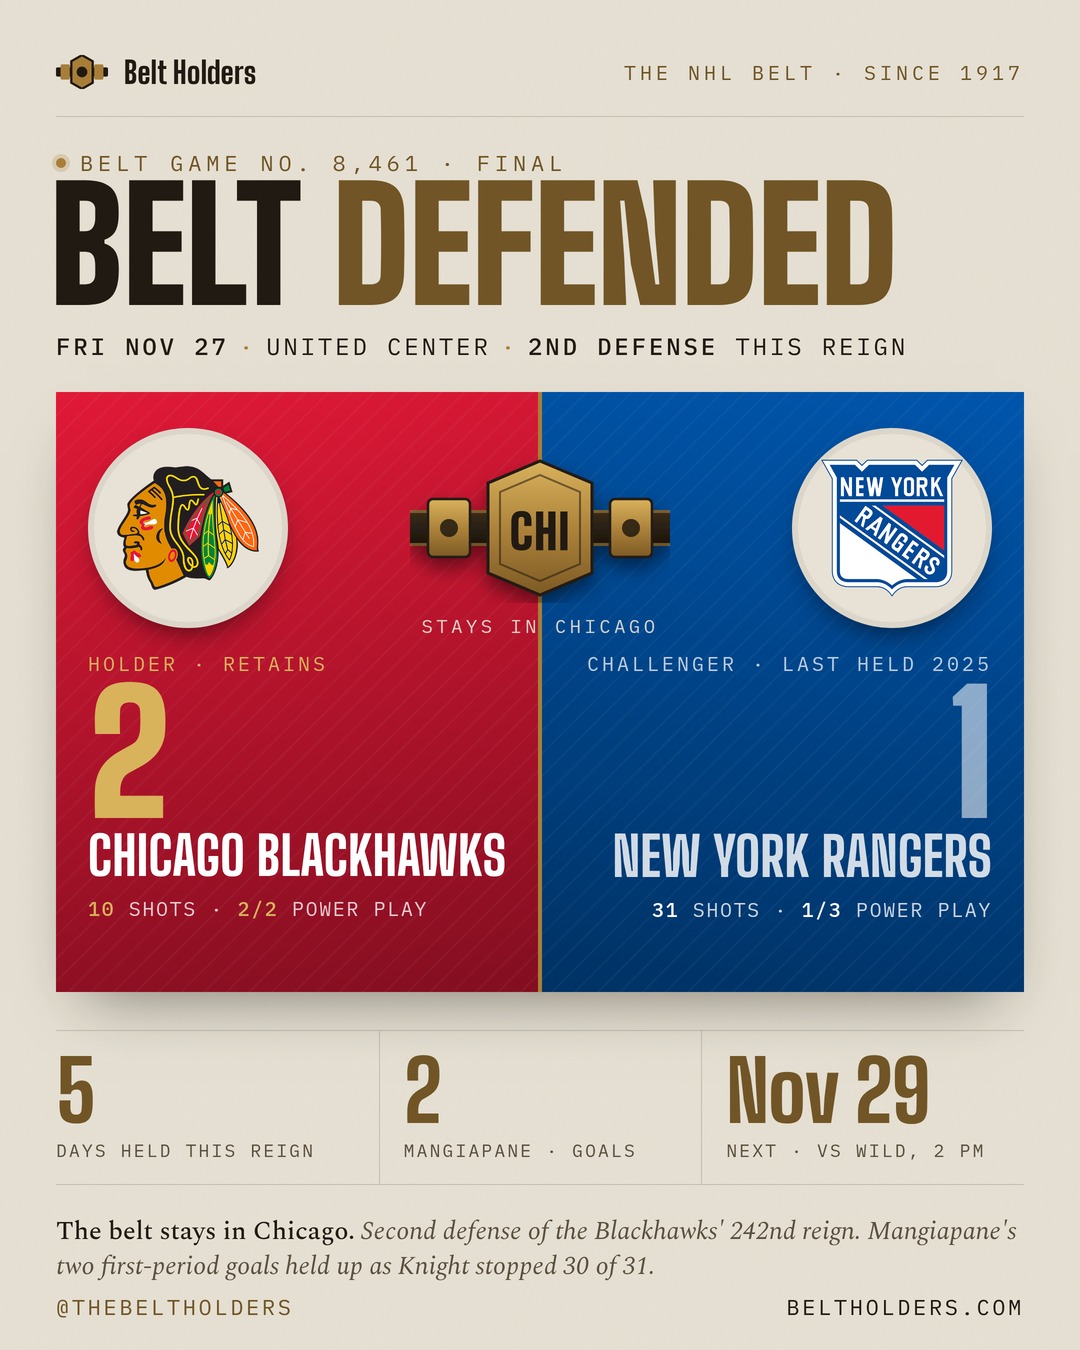 Belt Holders
THE NHL BELT · SINCE 1917
BELT GAME NO. 8,461 · FINAL
BELT DEFENDED
FRI NOV 27 · UNITED CENTER · 2ND DEFENSE THIS REIGN
NEW YORK
RANGERS
CHI
STAYS IN CHICAGO
HOLDER · RETAINS
2
CHICAGO BLACKHAWKS
10 SHOTS · 2/2 POWER PLAY
CHALLENGER · LAST HELD 2025
1
NEW YORK RANGERS
31 SHOTS · 1/3 POWER PLAY
5
DAYS HELD THIS REIGN
2
MANGIAPANE · GOALS
Nov 29
NEXT · VS WILD, 2 PM
The belt stays in Chicago. Second defense of the Blackhawks' 242nd reign. Mangiapane's
two first-period goals held up as Knight stopped 30 of 31.
@THEBELTHOLDERS
BELTHOLDERS.COM